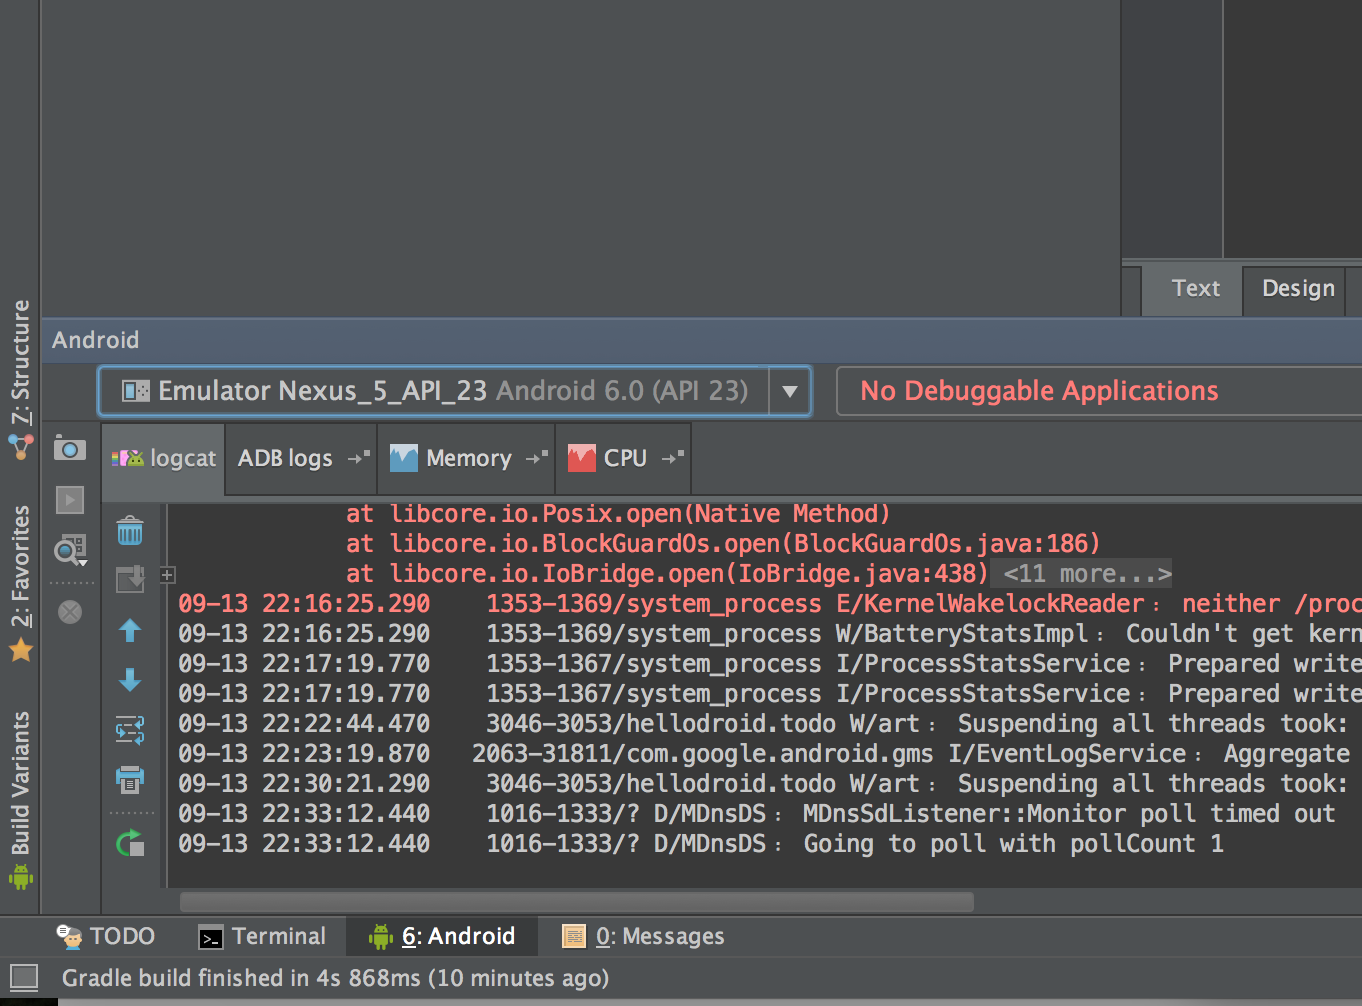 Text Design
Android
Emulator Nexus_5_API_23 Android 6.0 (API 23)
No Debuggable Applications
logcat ADB logs Memory CPU
at libcore.io.Posix.open(Native Method)
at libcore.io.BlockGuardOs.open(BlockGuardOs.java:186)
at libcore.io.IoBridge.open(IoBridge.java:438) <11 more...>
09-13 22:16:25.290 1353-1369/system_process E/KernelWakelockReader: neither /proc
09-13 22:16:25.290 1353-1369/system_process W/BatteryStatsImpl: Couldn't get kern
09-13 22:17:19.770 1353-1367/system_process I/ProcessStatsService: Prepared write
09-13 22:17:19.770 1353-1367/system_process I/ProcessStatsService: Prepared write
09-13 22:22:44.470 3046-3053/hellodroid.todo W/art: Suspending all threads took:
09-13 22:23:19.870 2063-31811/com.google.android.gms I/EventLogService: Aggregate
09-13 22:30:21.290 3046-3053/hellodroid.todo W/art: Suspending all threads took:
09-13 22:33:12.440 1016-1333/? D/MDnsDS: MDnsSdListener::Monitor poll timed out
09-13 22:33:12.440 1016-1333/? D/MDnsDS: Going to poll with pollCount 1
7: Structure
2: Favorites
Build Variants
TODO Terminal 6: Android 0: Messages
Gradle build finished in 4s 868ms (10 minutes ago)